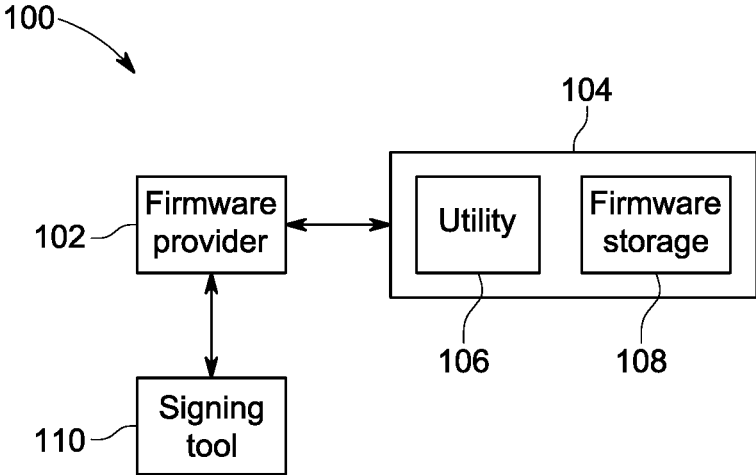 100
104
Firmware
provider
102
Utility
Firmware
storage
106
108
Signing
tool
110